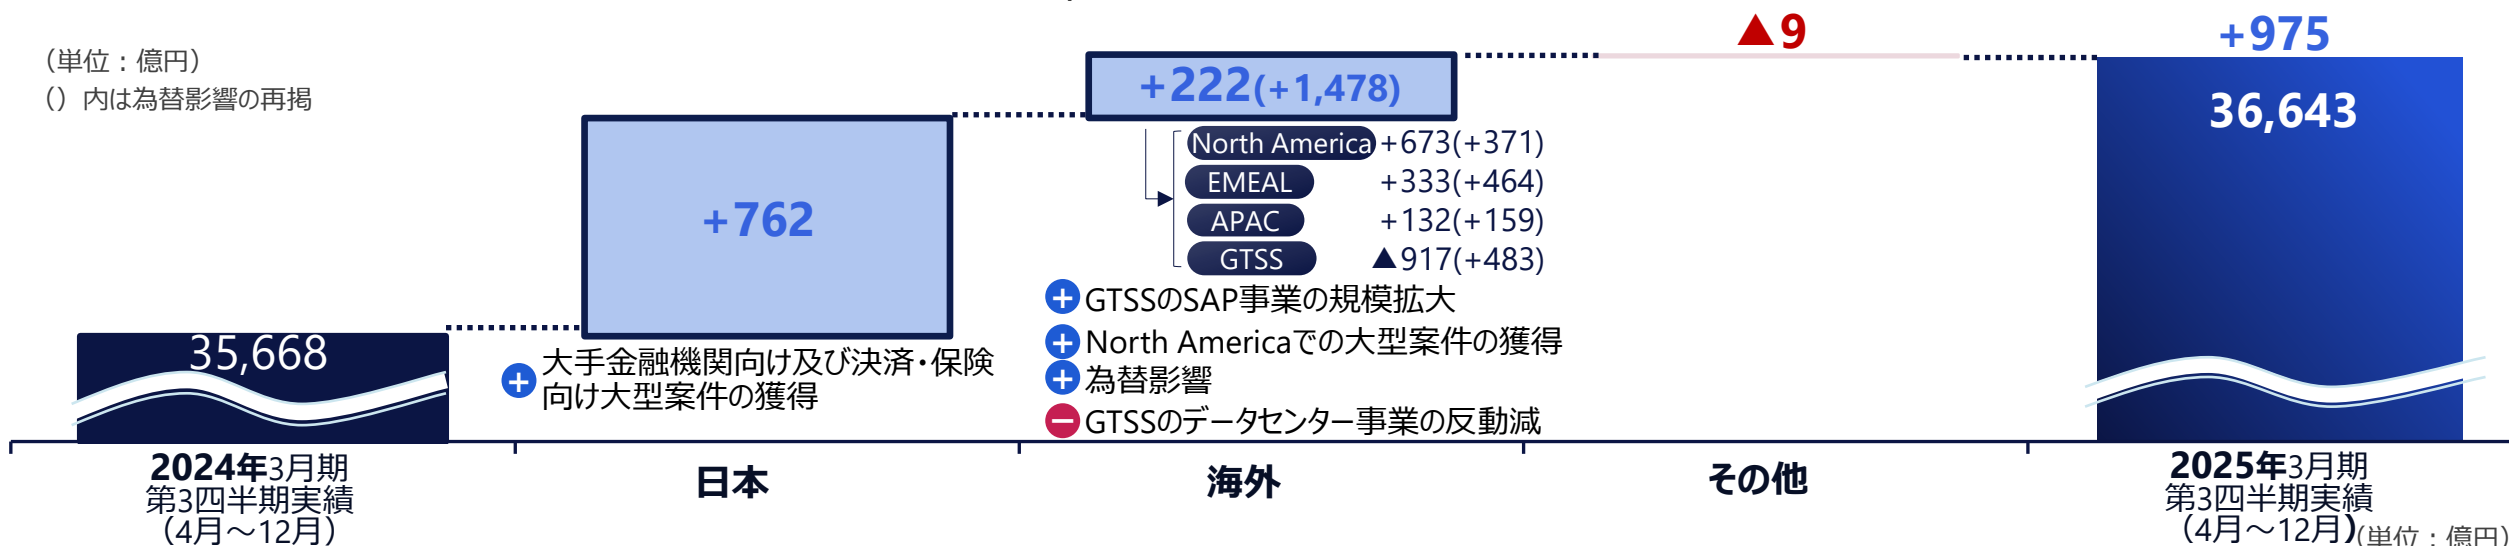 （単位：億円）
（）内は為替影響の再掲
35,668
2024年3月期
第3四半期実績
（4月～12月）
+762
+ 大手金融機関向け及び決済・保険
向け大型案件の獲得
日本
+222(+1,478)
North America +673(+371)
EMEAL +333(+464)
APAC +132(+159)
GTSS ▲917(+483)
+ GTSSのSAP事業の規模拡大
+ North Americaでの大型案件の獲得
+ 為替影響
− GTSSのデータセンター事業の反動減
海外
▲9
その他
+975
36,643
2025年3月期
第3四半期実績
（4月～12月）
（単位：億円）